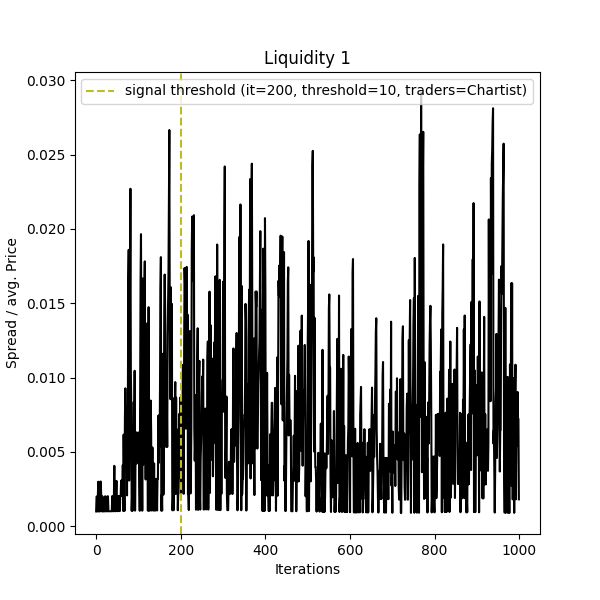 Liquidity 1
signal threshold (it=200, threshold=10, traders=Chartist)
Spread / avg. Price
0.030
0.025
0.020
0.015
0.010
0.005
0.000
0 200 400 600 800 1000
Iterations